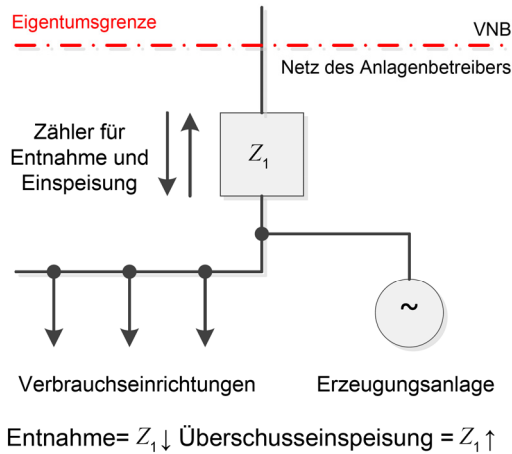 Eigentumsgrenze
VNB
Netz des Anlagenbetreibers
Zähler für
Entnahme und
Einspeisung
Z₁
~
Verbrauchseinrichtungen
Erzeugungsanlage
Entnahme= Z₁↓ Überschusseinspeisung = Z₁↑